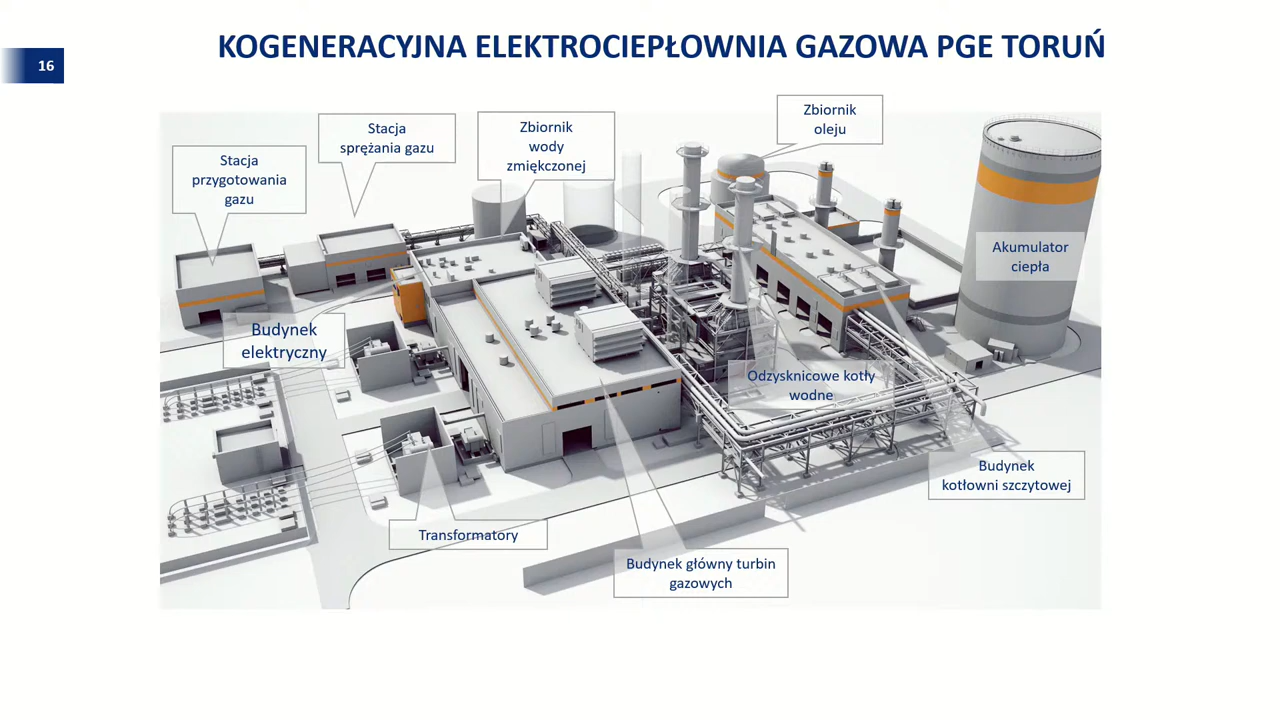 KOGENERACYJNA ELEKTROCIEPŁOWNIA GAZOWA PGE TORUŃ
16
Zbiornik
oleju
Stacja
sprężania gazu
Zbiornik
wody
zmiękczonej
Stacja
przygotowania
gazu
Akumulator
ciepła
Budynek
elektryczny
Odzysknicowe kotły
wodne
Budynek
kotłowni szczytowej
Transformatory
Budynek główny turbin
gazowych